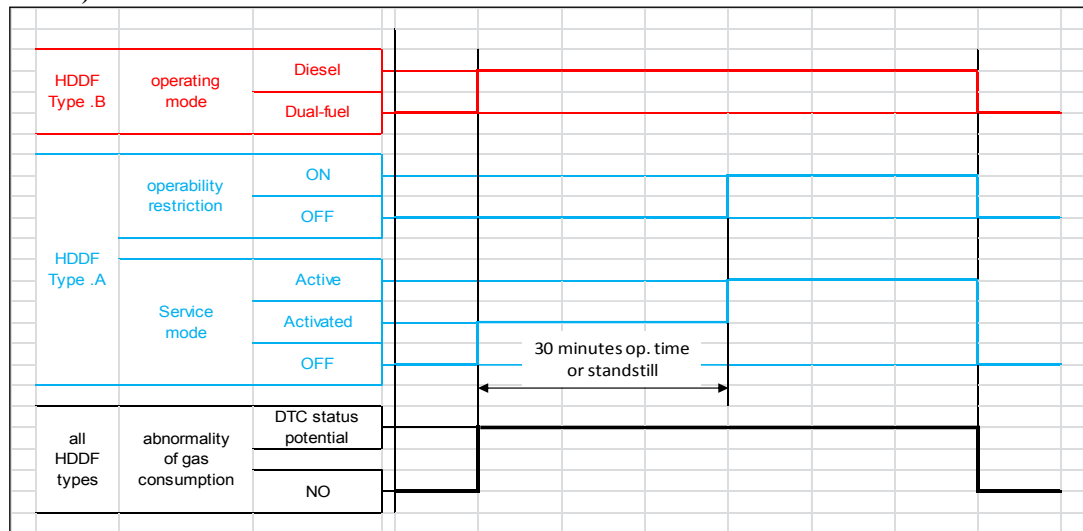 HDDF
Type .B
operating
mode
Diesel
Dual-fuel
HDDF
Type .A
operability
restriction
ON
OFF
Service
mode
Active
Activated
OFF
30 minutes op. time
or standstill
all
HDDF
types
abnormality
of gas
consumption
DTC status
potential
NO